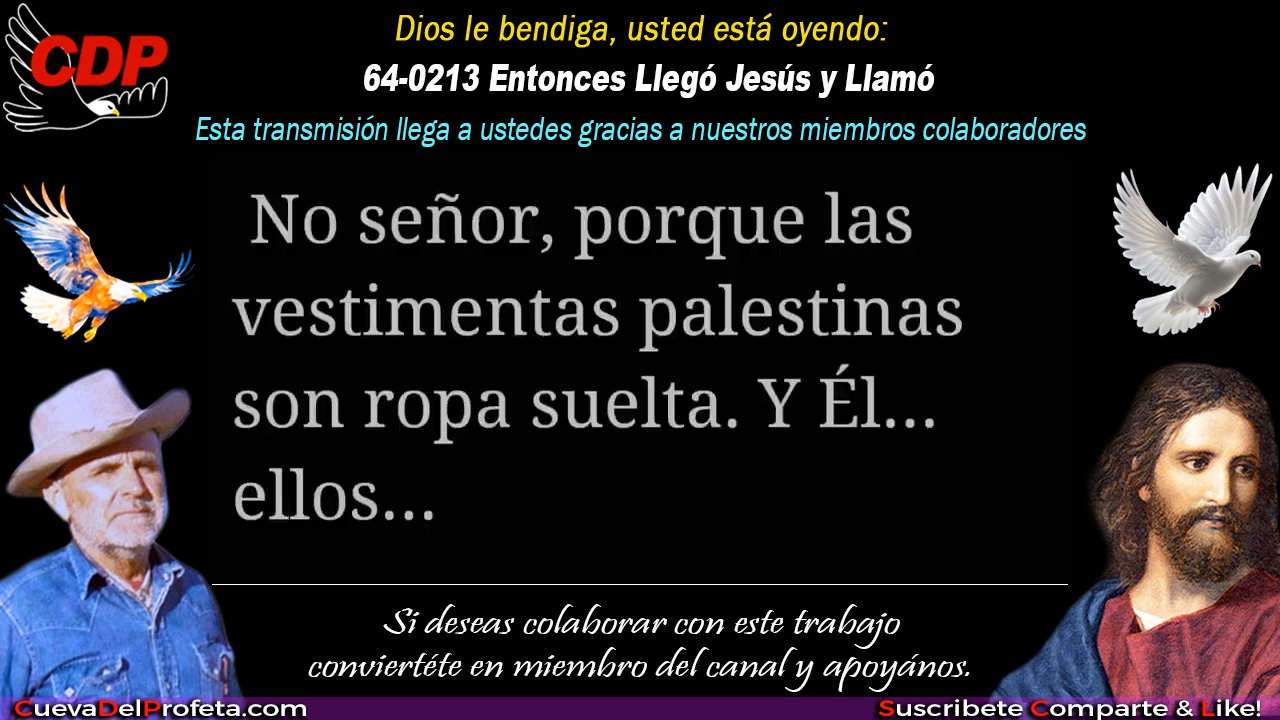 CDP
Dios le bendiga, usted está oyendo:
64-0213 Entonces Llegó Jesús y Llamó
Esta transmisión llega a ustedes gracias a nuestros miembros colaboradores
No señor, porque las
vestimentas palestinas
son ropa suelta. Y Él...
ellos...
Si deseas colaborar con este trabajo
conviertéte en miembro del canal y apoyános.
CuevaDelProfeta.com
Suscribete Comparte & Like!